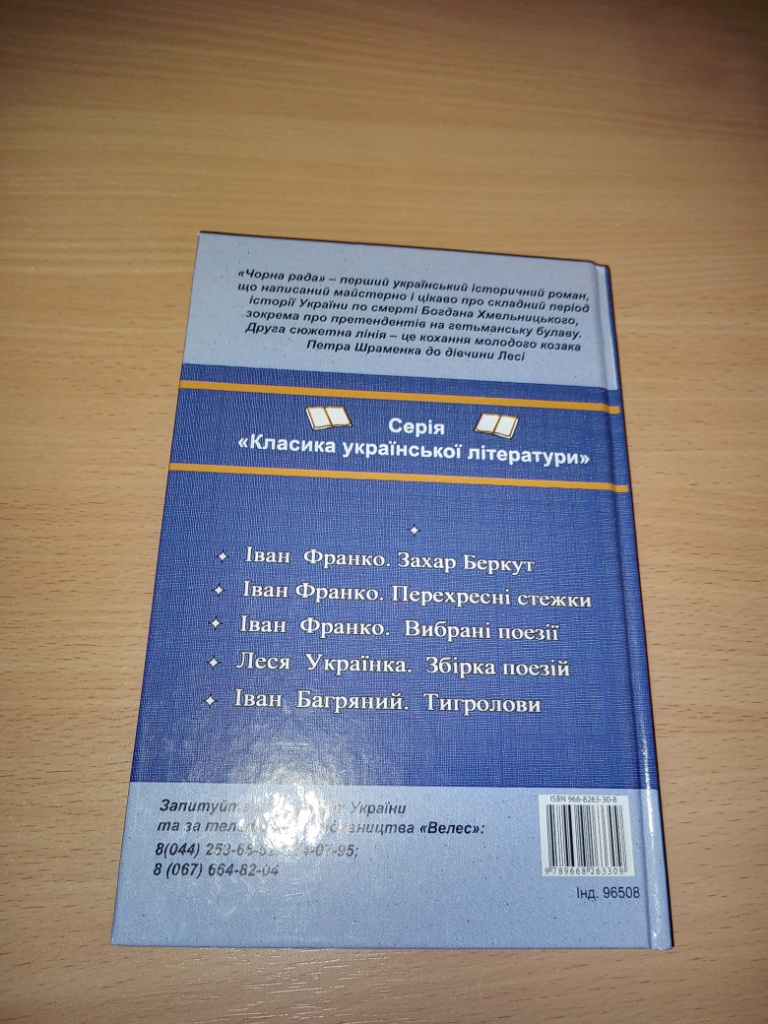 «Чорна рада» – перший український історичний роман,
що написаний майстерно і цікаво про складний період
історії України по смерті Богдана Хмельницького,
зокрема про претендентів на гетьманську булаву.
Друга сюжетна лінія – це кохання молодого козака
Петра Шраменка до дівчини Лесі
Серія
«Класика української літератури»
Іван Франко. Захар Беркут
Іван Франко. Перехресні стежки
Іван Франко. Вибрані поезії
Леся Українка. Збірка поезій
Іван Багряний. Тигролови
України
та за «Велес»:
8(044)
8 (067) 664-82-04
ISBN 966-8263-30-8
9 789668 263309
Інд. 96508